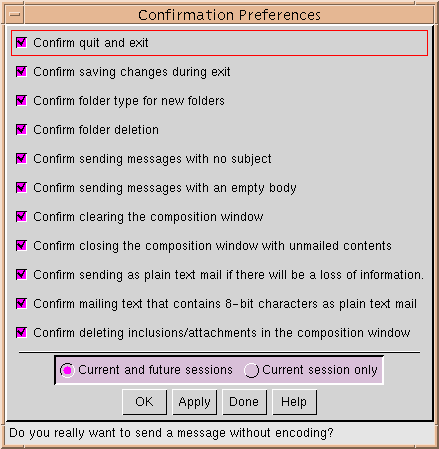 Confirmation Preferences
Confirm quit and exit
Confirm saving changes during exit
Confirm folder type for new folders
Confirm folder deletion
Confirm sending messages with no subject
Confirm sending messages with an empty body
Confirm clearing the composition window
Confirm closing the composition window with unmailed contents
Confirm sending as plain text mail if there will be a loss of information.
Confirm mailing text that contains 8-bit characters as plain text mail
Confirm deleting inclusions/attachments in the composition window
Current and future sessions Current session only
OK Apply Done Help
Do you really want to send a message without encoding?